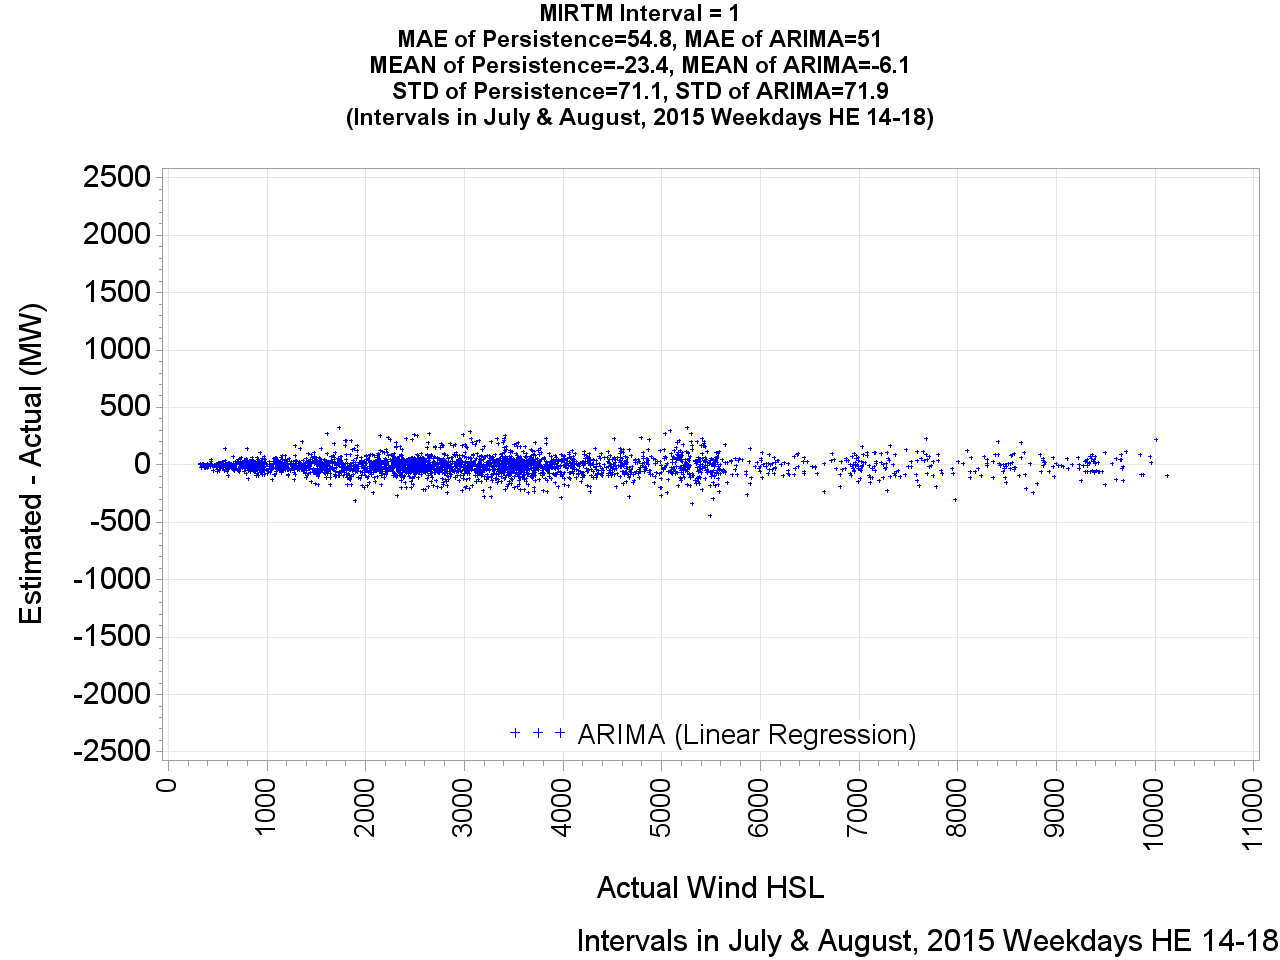 MIRTM Interval = 1
MAE of Persistence=54.8, MAE of ARIMA=51
MEAN of Persistence=-23.4, MEAN of ARIMA=-6.1
STD of Persistence=71.1, STD of ARIMA=71.9
(Intervals in July & August, 2015 Weekdays HE 14-18)
2500
2000
1500
1000
500
0
-500
-1000
-1500
-2000
-2500
Estimated - Actual (MW)
ARIMA (Linear Regression)
0
1000
2000
3000
4000
5000
6000
7000
8000
9000
10000
11000
Actual Wind HSL
Intervals in July & August, 2015 Weekdays HE 14-18